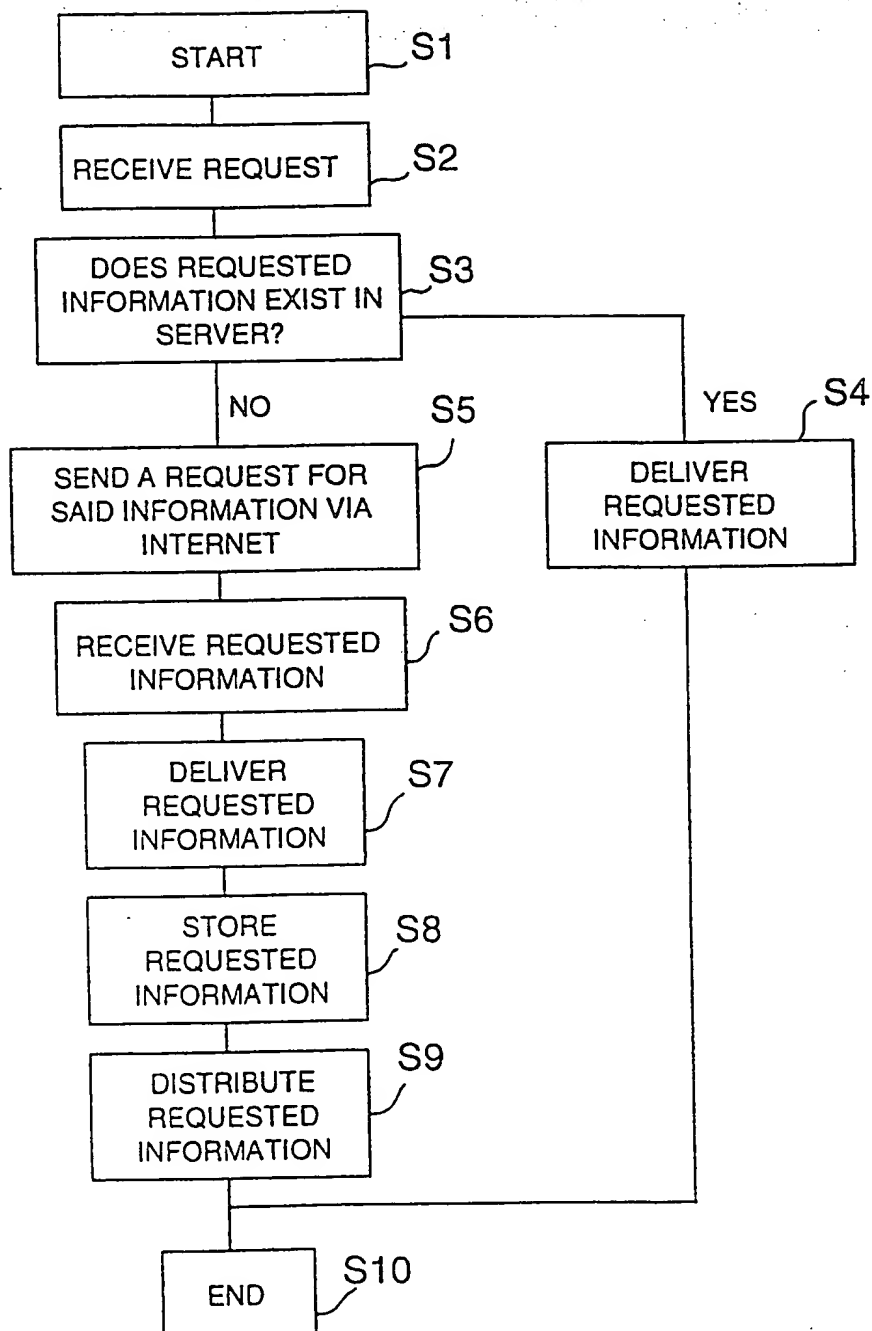 START
S1
RECEIVE REQUEST
S2
DOES REQUESTED
INFORMATION EXIST IN
SERVER?
S3
NO
YES
S4
DELIVER
REQUESTED
INFORMATION
S5
SEND A REQUEST FOR
SAID INFORMATION VIA
INTERNET
S6
RECEIVE REQUESTED
INFORMATION
S7
DELIVER
REQUESTED
INFORMATION
S8
STORE
REQUESTED
INFORMATION
S9
DISTRIBUTE
REQUESTED
INFORMATION
S10
END